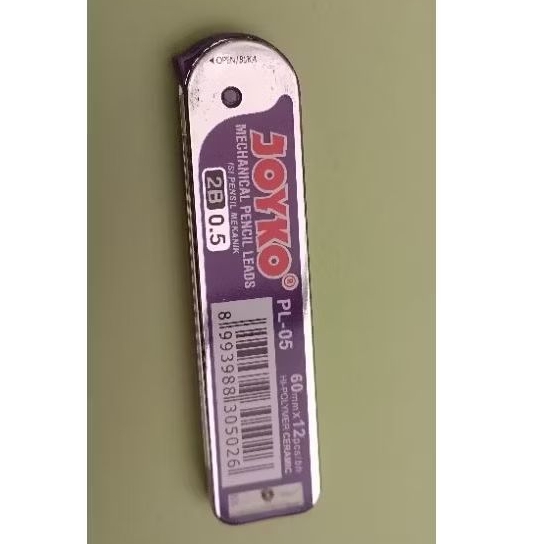 ◄OPEN/BUKA
JOYKO®
MECHANICAL PENCIL LEADS
ISI PENSIL MEKANIK
2B 0.5
PL-05
60mm X 12pcs/bh
HI-POLYMER CERAMIC
8993988305026